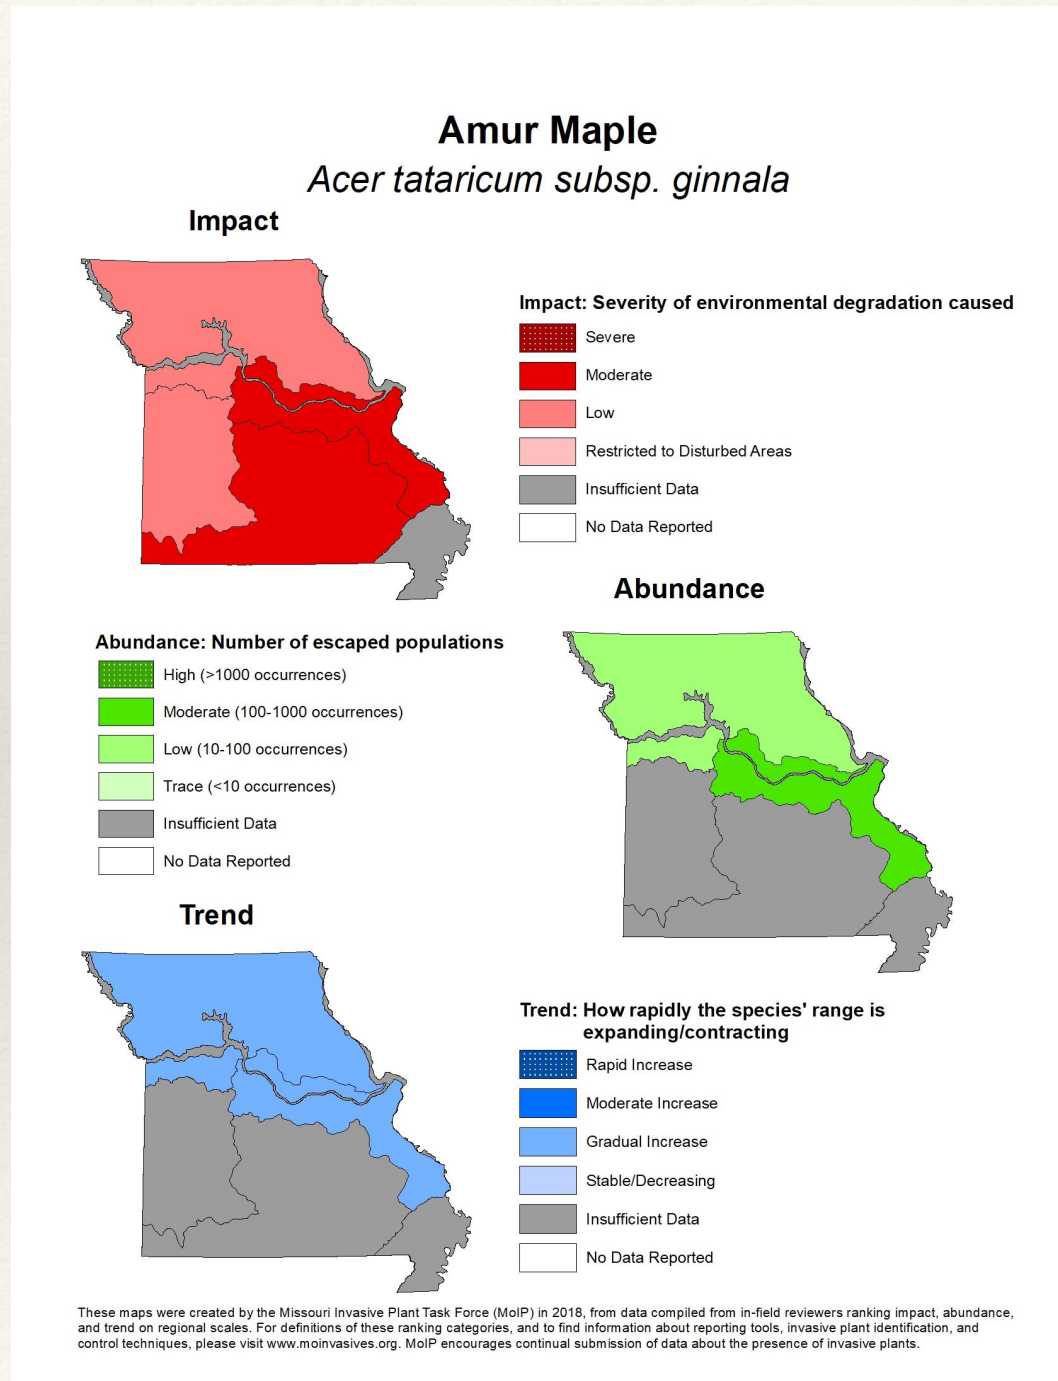 Amur Maple
Acer tataricum subsp. ginnala
Impact
Impact: Severity of environmental degradation caused
Severe
Moderate
Low
Restricted to Disturbed Areas
Insufficient Data
No Data Reported
Abundance
Abundance: Number of escaped populations
High (>1000 occurrences)
Moderate (100-1000 occurrences)
Low (10-100 occurrences)
Trace (<10 occurrences)
Insufficient Data
No Data Reported
Trend
Trend: How rapidly the species' range is
expanding/contracting
Rapid Increase
Moderate Increase
Gradual Increase
Stable/Decreasing
Insufficient Data
No Data Reported
These maps were created by the Missouri Invasive Plant Task Force (MoIP) in 2018, from data compiled from in-field reviewers ranking impact, abundance,
and trend on regional scales. For definitions of these ranking categories, and to find information about reporting tools, invasive plant identification, and
control techniques, please visit www.moinvasives.org. MoIP encourages continual submission of data about the presence of invasive plants.